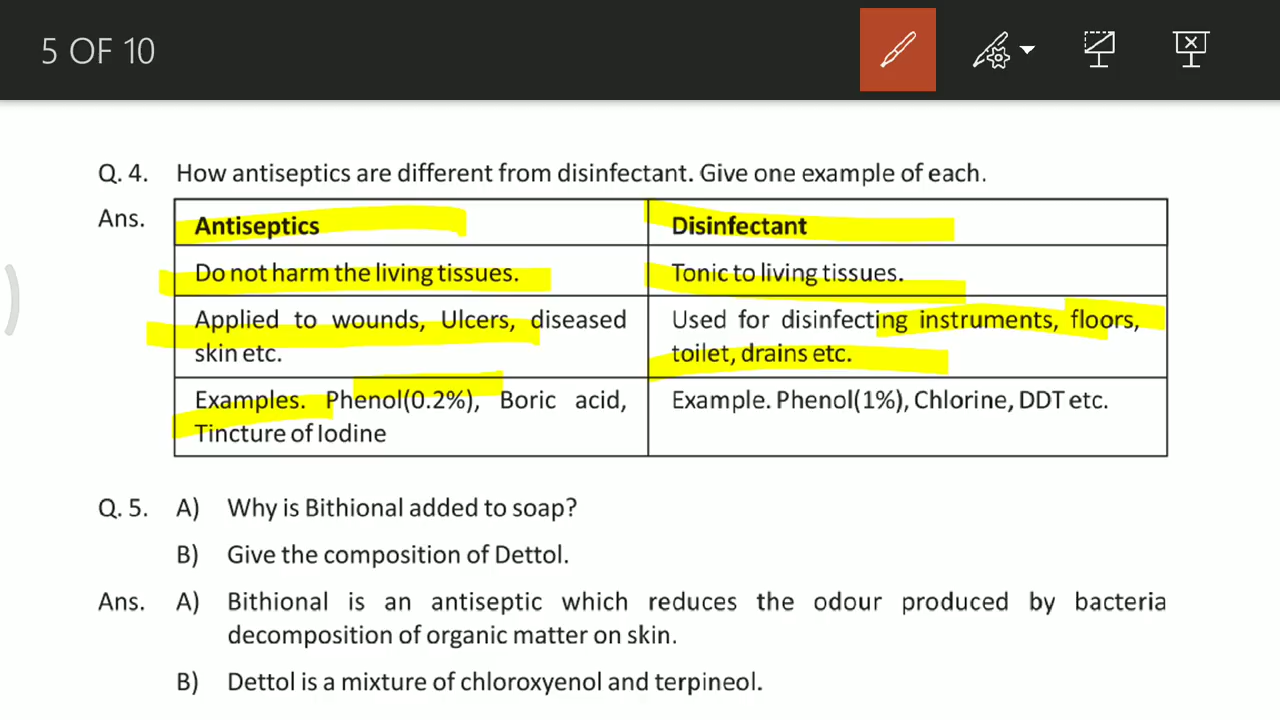 5 OF 10
Q. 4. How antiseptics are different from disinfectant. Give one example of each.
Ans. Antiseptics Disinfectant
Do not harm the living tissues. Tonic to living tissues.
Applied to wounds, Ulcers, diseased Used for disinfecting instruments, floors,
skin etc. toilet, drains etc.
Examples. Phenol(0.2%), Boric acid, Example. Phenol(1%), Chlorine, DDT etc.
Tincture of Iodine
Q. 5. A) Why is Bithional added to soap?
B) Give the composition of Dettol.
Ans. A) Bithional is an antiseptic which reduces the odour produced by bacteria
decomposition of organic matter on skin.
B) Dettol is a mixture of chloroxyenol and terpineol.